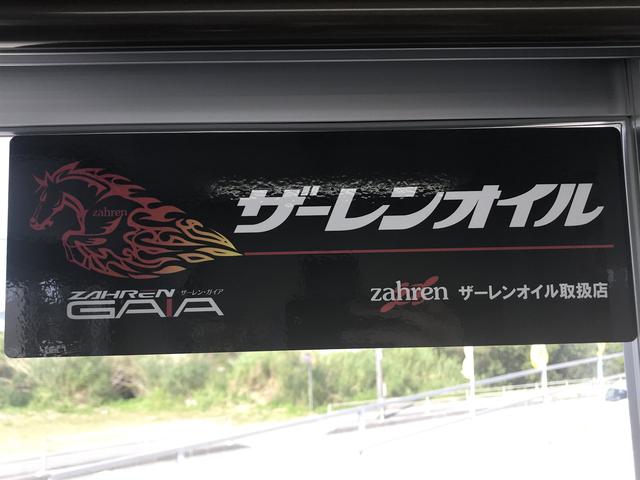 zahren
ザーレンオイル
ZAHREN ザーレン・ガイア
GAiA
zahren ザーレンオイル取扱店